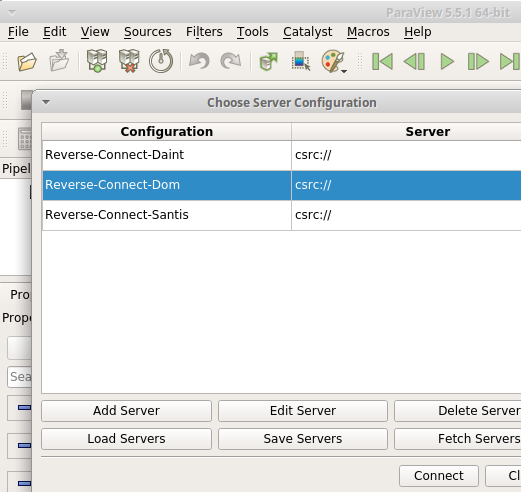 ParaView 5.5.1 64-bit
File Edit View Sources Filters Tools Catalyst Macros Help
Choose Server Configuration
Configuration Server
Reverse-Connect-Daint csrc://
Pipel
Reverse-Connect-Dom csrc://
Reverse-Connect-Santis csrc://
Pro
Prope
Sea
Add Server Edit Server Delete Server
Load Servers Save Servers Fetch Servers
Connect Cl